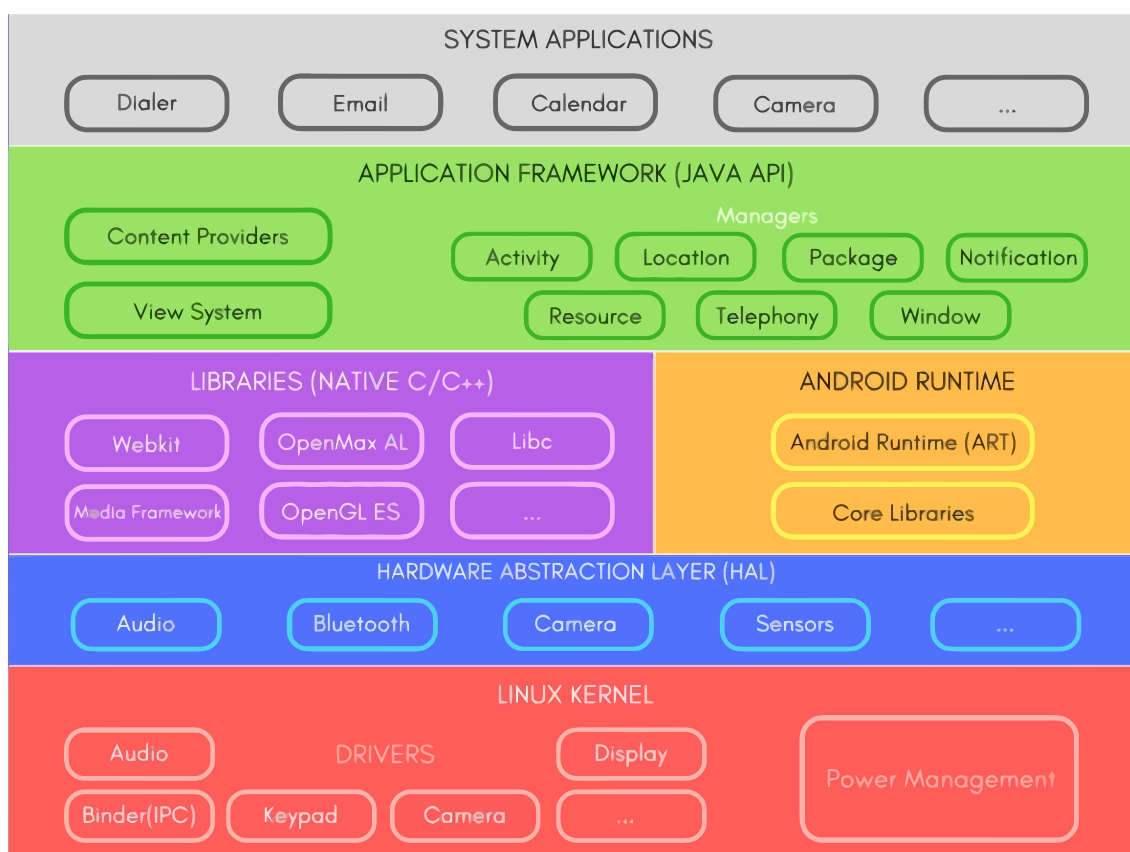 SYSTEM APPLICATIONS
Dialer
Email
Calendar
Camera
...
APPLICATION FRAMEWORK (JAVA API)
Content Providers
View System
Managers
Activity
Location
Package
Notification
Resource
Telephony
Window
LIBRARIES (NATIVE C/C++)
Webkit
OpenMax AL
Libc
Media Framework
OpenGL ES
...
ANDROID RUNTIME
Android Runtime (ART)
Core Libraries
HARDWARE ABSTRACTION LAYER (HAL)
Audio
Bluetooth
Camera
Sensors
...
LINUX KERNEL
Audio
DRIVERS
Display
Binder(IPC)
Keypad
Camera
...
Power Management